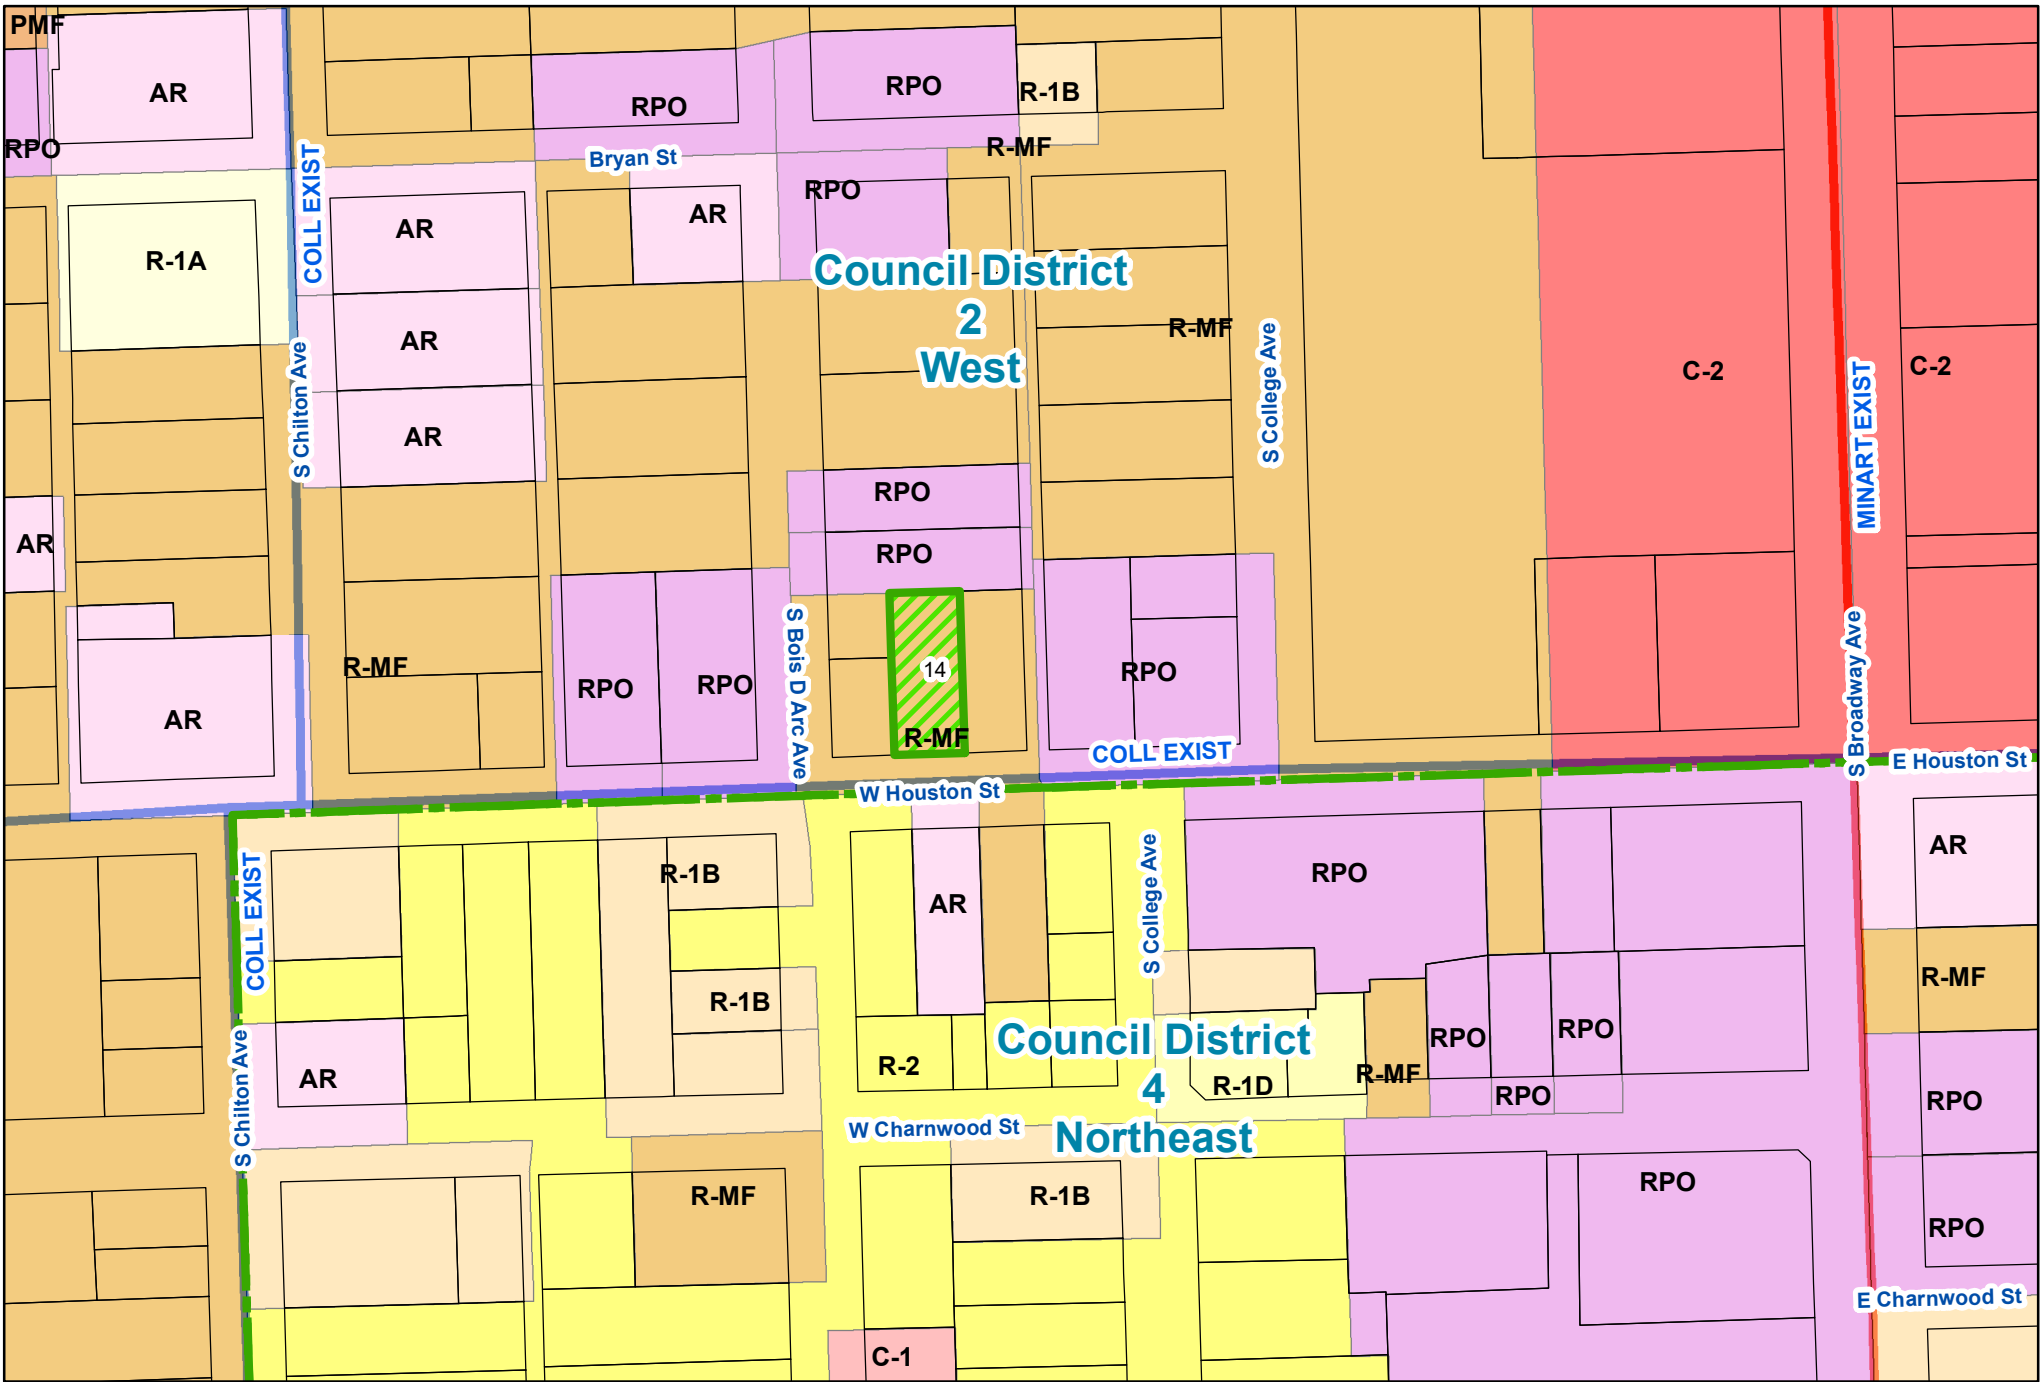 PMF
AR
RPO
RPO
R-1B
RPO
R-MF
Bryan St
RPO
COLL EXIST
AR
AR
RPO
R-1A
Council District
2
West
R-MF
AR
S Chilton Ave
S College Ave
C-2
C-2
MINART EXIST
AR
RPO
AR
RPO
S Bois D Arc Ave
14
R-MF
RPO
RPO
RPO
AR
R-MF
COLL EXIST
S Broadway Ave
E Houston St
W Houston St
COLL EXIST
R-1B
AR
S College Ave
RPO
AR
R-1B
R-MF
Council District
4
Northeast
S Chilton Ave
AR
R-2
R-1D
R-MF
RPO
RPO
RPO
RPO
W Charnwood St
R-MF
R-1B
RPO
RPO
E Charnwood St
C-1